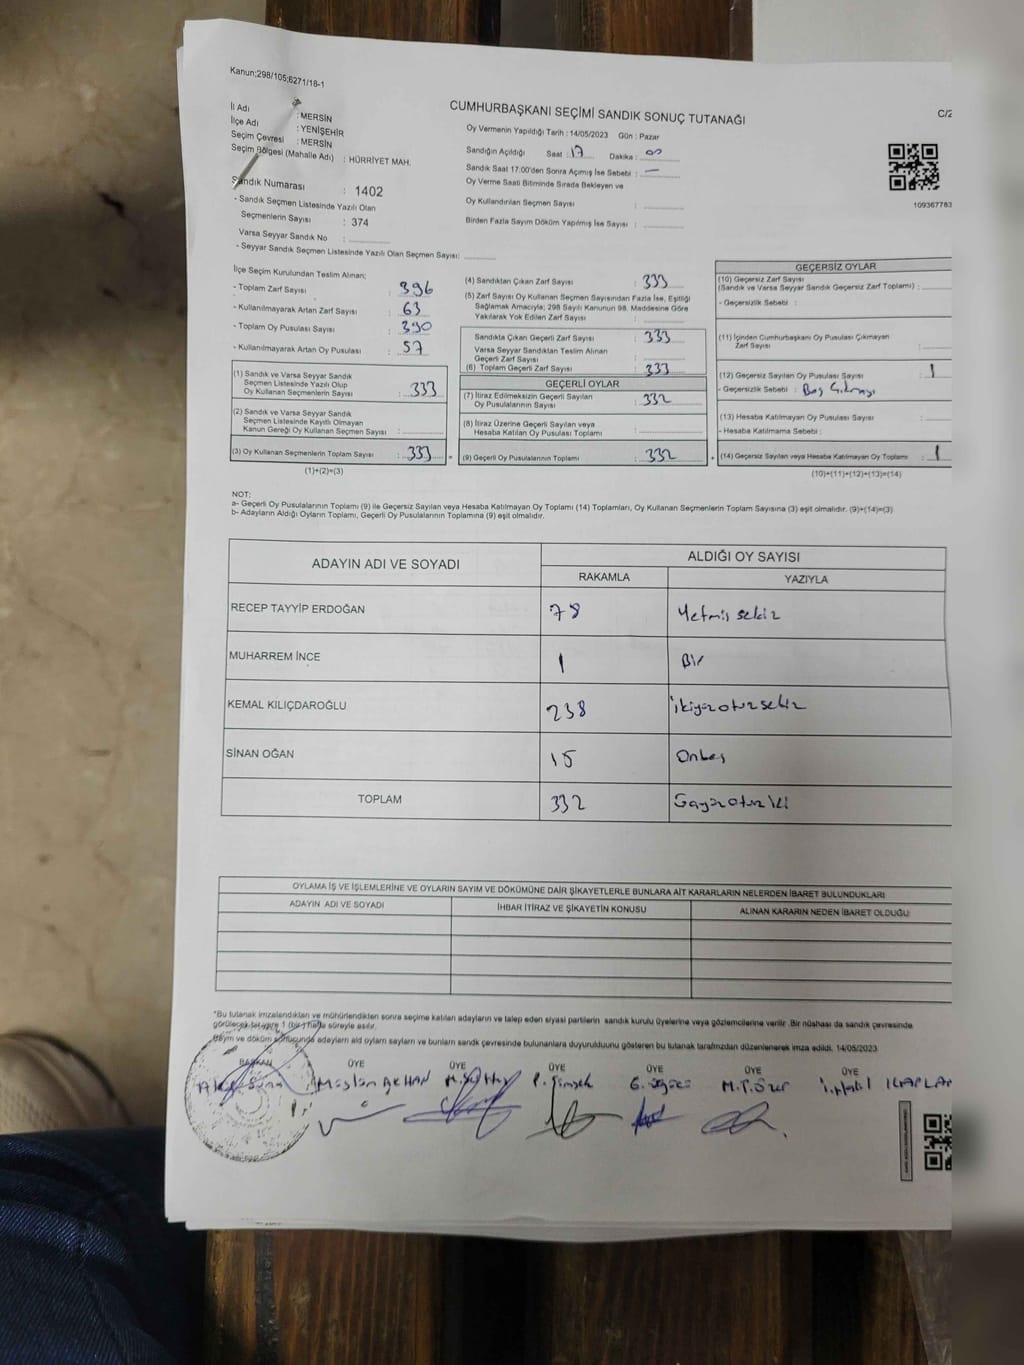 Kanun;298/105;6271/18-1
İl Adı : MERSİN
İlçe Adı : YENİŞEHİR
Seçim Çevresi : MERSİN
Seçim Bölgesi (Mahalle Adı) : HÜRRİYET MAH.
Sandık Numarası : 1402
- Sandık Seçmen Listesinde Yazılı Olan
Seçmenlerin Sayısı : 374
Varsa Seyyar Sandık No :
- Seyyar Sandık Seçmen Listesinde Yazılı Olan Seçmen Sayısı:
CUMHURBAŞKANI SEÇİMİ SANDIK SONUÇ TUTANAĞI
C/2
Oy Vermenin Yapıldığı Tarih : 14/05/2023 Gün : Pazar
Sandığın Açıldığı Saat : 17 Dakika : 00
Sandık Saat 17:00'den Sonra Açımış İse Sebebi : —
Oy Verme Saati Bitiminde Sırada Bekleyen ve
Oy Kullandırılan Seçmen Sayısı :
Birden Fazla Sayım Döküm Yapılmış İse Sayısı :
109367783
İlçe Seçim Kurulundan Teslim Alınan;
- Toplam Zarf Sayısı : 396
- Kullanılmayarak Artan Zarf Sayısı : 63
- Toplam Oy Pusulası Sayısı : 390
- Kullanılmayarak Artan Oy Pusulası : 57
(1) Sandık ve Varsa Seyyar Sandık
Seçmen Listesinde Yazılı Olup
Oy Kullanan Seçmenlerin Sayısı : 333
(2) Sandık ve Varsa Seyyar Sandık
Seçmen Listesinde Kayıtlı Olmayan
Kanun Gereği Oy Kullanan Seçmen Sayısı :
(3) Oy Kullanan Seçmenlerin Toplam Sayısı : 333 =
(1)+(2)=(3)
(4) Sandıktan Çıkan Zarf Sayısı : 333
(5) Zarf Sayısı Oy Kullanan Seçmen Sayısından Fazla İse, Eşitliği
Sağlamak Amacıyla; 298 Sayılı Kanunun 98. Maddesine Göre
Yakılarak Yok Edilen Zarf Sayısı :
Sandıkta Çıkan Geçerli Zarf Sayısı : 333
Varsa Seyyar Sandıktan Teslim Alınan
Geçerli Zarf Sayısı :
(6) Toplam Geçerli Zarf Sayısı : 333
GEÇERLİ OYLAR
(7) İtiraz Edilmeksizin Geçerli Sayılan
Oy Pusulalarının Sayısı : 332
(8) İtiraz Üzerine Geçerli Sayılan veya
Hesaba Katılan Oy Pusulası Toplamı :
(9) Geçerli Oy Pusulalarının Toplamı : 332 +
GEÇERSİZ OYLAR
(10) Geçersiz Zarf Sayısı
(Sandık ve Varsa Seyyar Sandık Geçersiz Zarf Toplamı) :
- Geçersizlik Sebebi :
(11) İçinden Cumhurbaşkanı Oy Pusulası Çıkmayan
Zarf Sayısı :
(12) Geçersiz Sayılan Oy Pusulası Sayısı : 1
- Geçersizlik Sebebi : Boş Çıkması
(13) Hesaba Katılmayan Oy Pusulası Sayısı :
- Hesaba Katılmama Sebebi :
(14) Geçersiz Sayılan veya Hesaba Katılmayan Oy Toplamı : 1
(10)+(11)+(12)+(13)=(14)
NOT:
a- Geçerli Oy Pusulalarının Toplamı (9) ile Geçersiz Sayılan veya Hesaba Katılmayan Oy Toplamı (14) Toplamları, Oy Kullanan Seçmenlerin Toplam Sayısına (3) eşit olmalıdır. (9)+(14)=(3)
b- Adayların Aldığı Oyların Toplamı, Geçerli Oy Pusulalarının Toplamına (9) eşit olmalıdır.
ADAYIN ADI VE SOYADI
ALDIĞI OY SAYISI
RAKAMLA YAZIYLA
RECEP TAYYİP ERDOĞAN 78 Yetmiş sekiz
MUHARREM İNCE 1 Bir
KEMAL KILIÇDAROĞLU 238 ikiyüzotuzsekiz
SİNAN OĞAN 15 Onbeş
TOPLAM 332 üçyüzotuz iki
OYLAMA İŞ VE İŞLEMLERİNE VE OYLARIN SAYIM VE DÖKÜMÜNE DAİR ŞİKAYETLERLE BUNLARA AİT KARARLARIN NELERDEN İBARET BULUNDUKLARI
ADAYIN ADI VE SOYADI İHBAR İTİRAZ VE ŞİKAYETİN KONUSU ALINAN KARARIN NEDEN İBARET OLDUĞU
*Bu tutanak imzalandıktan ve mühürlendikten sonra seçime katılan adayların ve talep eden siyasi partilerin sandık kurulu üyelerine veya gözlemcilerine verilir. Bir nüshası da sandık çevresinde
görülecek bir yere 1 (bir) hafta süreyle asılır.
Sayım ve döküm sonucunda adayların ald oyların sayların ve bunların sandk çevresinde bulunanlara duyurulduunu gösteren bu tutanak tarafmızdan düzenlenerek imza edildi. 14/05/2023
BAŞKAN ÜYE ÜYE ÜYE ÜYE ÜYE ÜYE
AKHAN P. Şimşek M.T.Özer KAPLAN